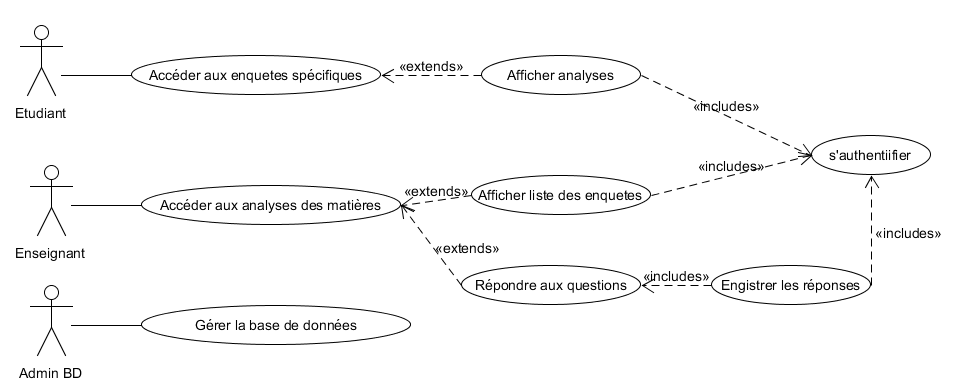 Etudiant
Accéder aux enquetes spécifiques
«extends»
Afficher analyses
«includes»
s'authentiifier
Enseignant
Accéder aux analyses des matières
«extends»
Afficher liste des enquetes
«includes»
«extends»
Répondre aux questions
«includes»
Engistrer les réponses
«includes»
Admin BD
Gérer la base de données